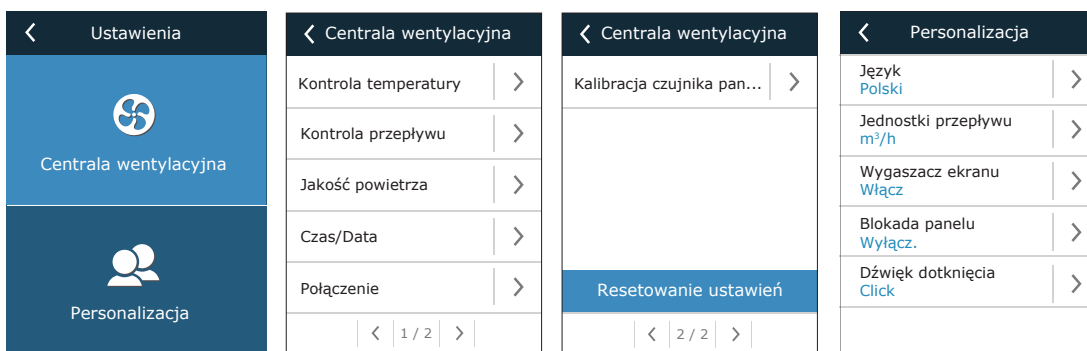 Ustawienia
Centrala wentylacyjna
Personalizacja
Centrala wentylacyjna
Kontrola temperatury
Kontrola przepływu
Jakość powietrza
Czas/Data
Połączenie
1 / 2
Centrala wentylacyjna
Kalibracja czujnika pan...
Resetowanie ustawień
2 / 2
Personalizacja
Język
Polski
Jednostki przepływu
m³/h
Wygaszacz ekranu
Włącz
Blokada panelu
Wyłącz.
Dźwięk dotknięcia
Click